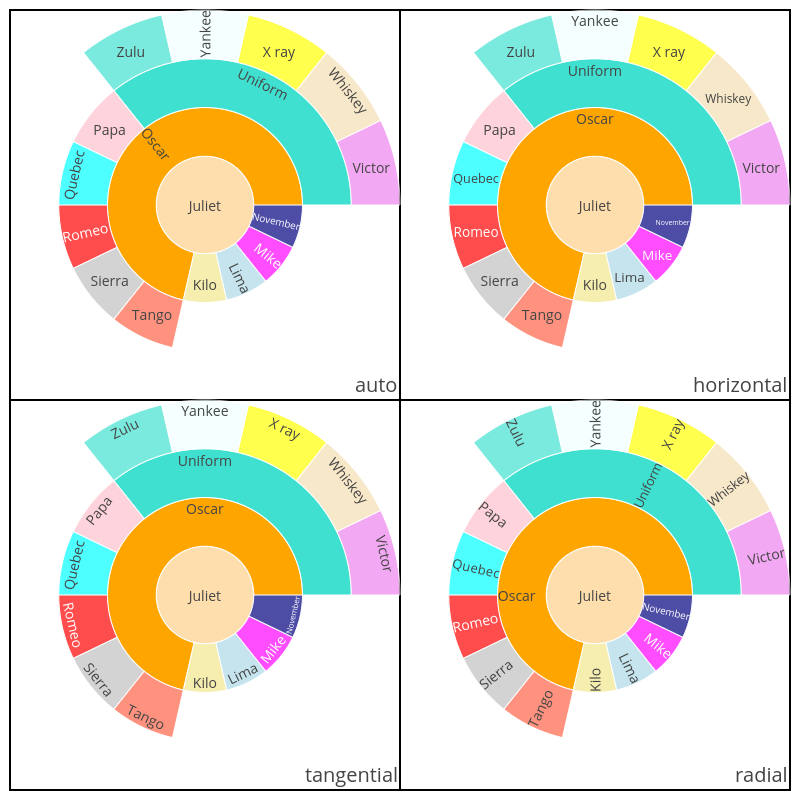 Zulu
Yankee
X ray
Whiskey
Victor
Uniform
Papa
Oscar
Quebec
Juliet
November
Romeo
Mike
Lima
Kilo
Sierra
Tango
auto
Zulu
Yankee
X ray
Whiskey
Victor
Uniform
Papa
Oscar
Quebec
Juliet
November
Romeo
Mike
Lima
Kilo
Sierra
Tango
horizontal
Zulu
Yankee
X ray
Whiskey
Victor
Uniform
Papa
Oscar
Quebec
Juliet
November
Romeo
Mike
Lima
Kilo
Sierra
Tango
tangential
Zulu
Yankee
X ray
Whiskey
Victor
Uniform
Papa
Oscar
Quebec
Juliet
November
Romeo
Mike
Lima
Kilo
Sierra
Tango
radial